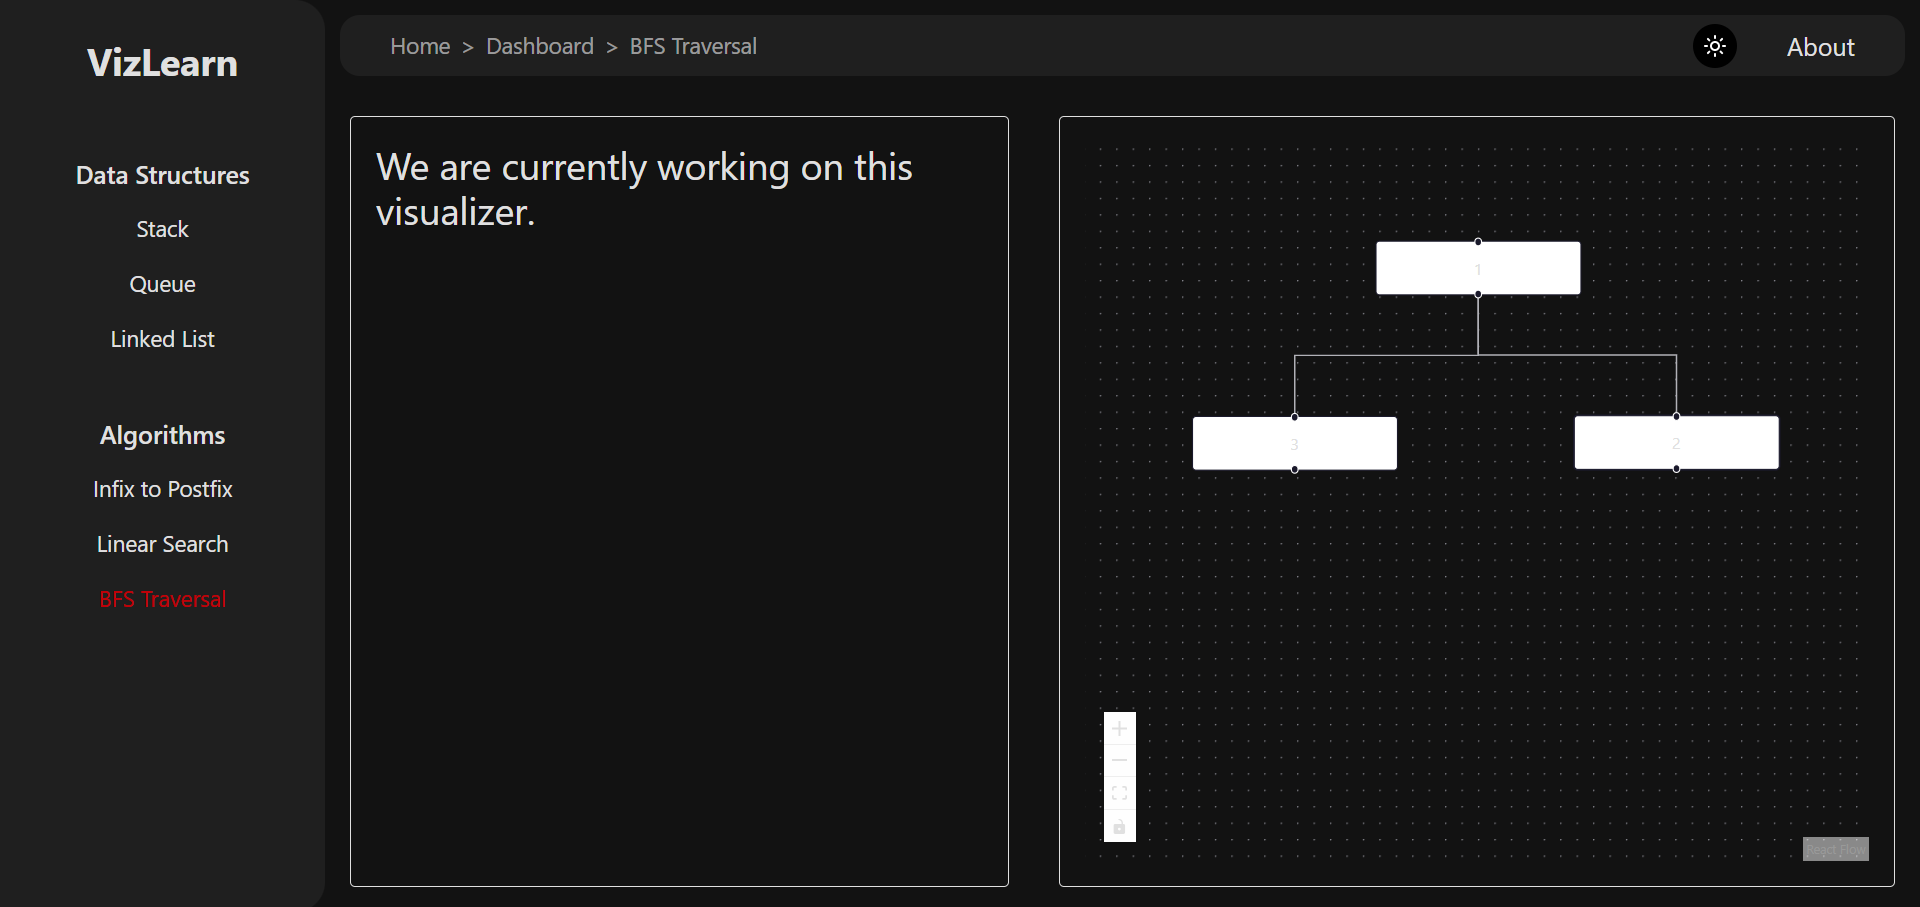 VizLearn
Data Structures
Stack
Queue
Linked List
Algorithms
Infix to Postfix
Linear Search
BFS Traversal
Home > Dashboard > BFS Traversal
About
We are currently working on this
visualizer.
1
3
2
React Flow